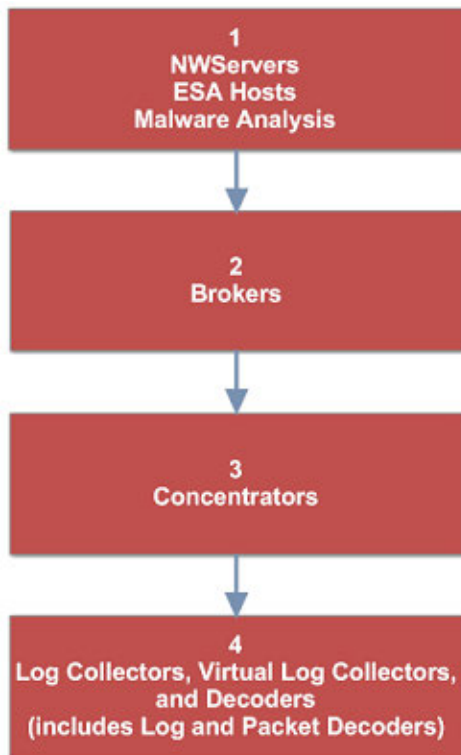 1
NWServers
ESA Hosts
Malware Analysis
2
Brokers
3
Concentrators
4
Log Collectors, Virtual Log Collectors,
and Decoders
(includes Log and Packet Decoders)